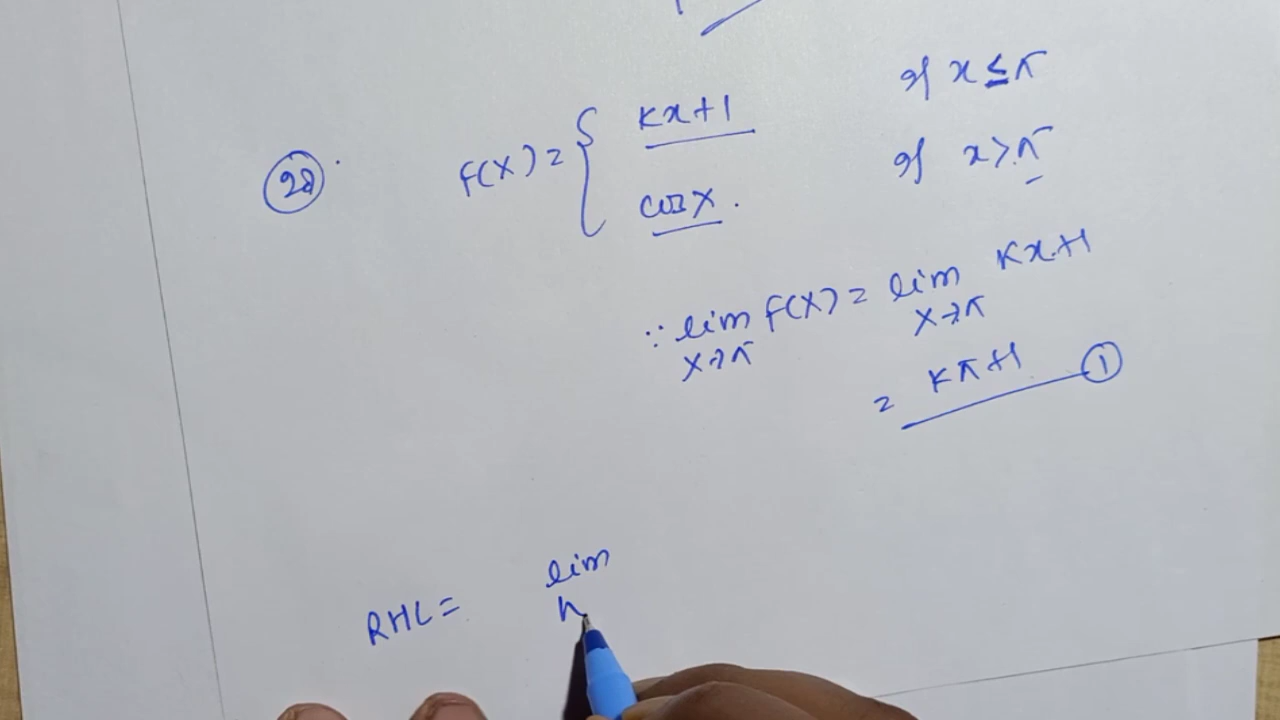 28
f(x) = { kx+1 if x ≤ π
cos x . if x > π
∵ lim f(x) = lim kx+1
x→π x→π
= kπ+1 ①
RHL = lim
h